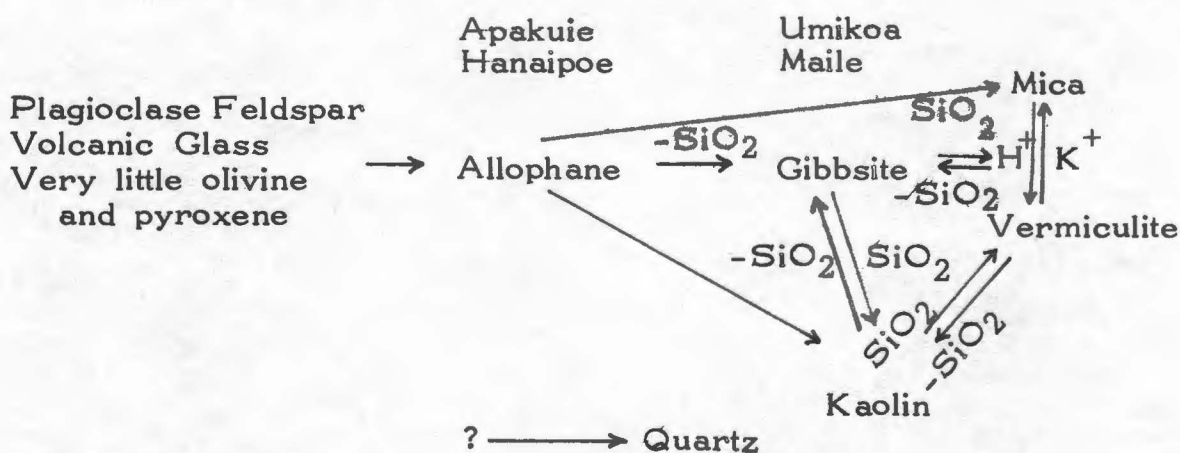 Apakuie
Hanaipoe
Umikoa
Maile
Plagioclase Feldspar
Volcanic Glass
Very little olivine
and pyroxene
Allophane
-SiO2
Gibbsite
SiO2
Mica
H+
K+
-SiO2
Vermiculite
-SiO2
SiO2
SiO2
-SiO2
Kaolin
?
Quartz